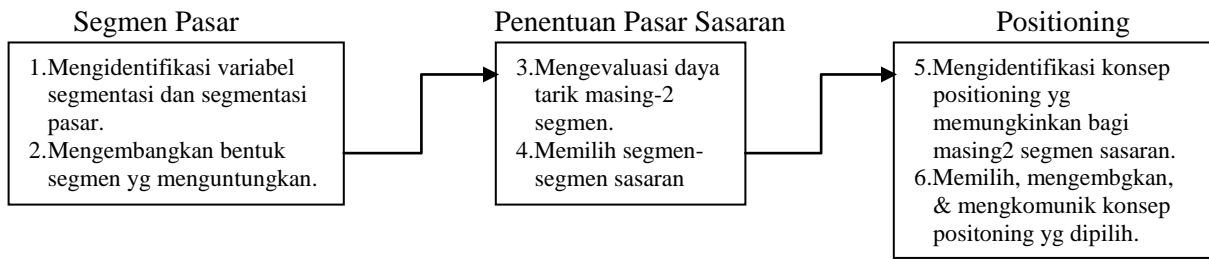 Segmen Pasar
1.Mengidentifikasi variabel
segmentasi dan segmentasi
pasar.
2.Mengembangkan bentuk
segmen yg menguntungkan.
Penentuan Pasar Sasaran
3.Mengevaluasi daya
tarik masing-2
segmen.
4.Memilih segmen-
segmen sasaran
Positioning
5.Mengidentifikasi konsep
positioning yg
memungkinkan bagi
masing2 segmen sasaran.
6.Memilih, mengembgkan,
& mengkomunik konsep
positoning yg dipilih.